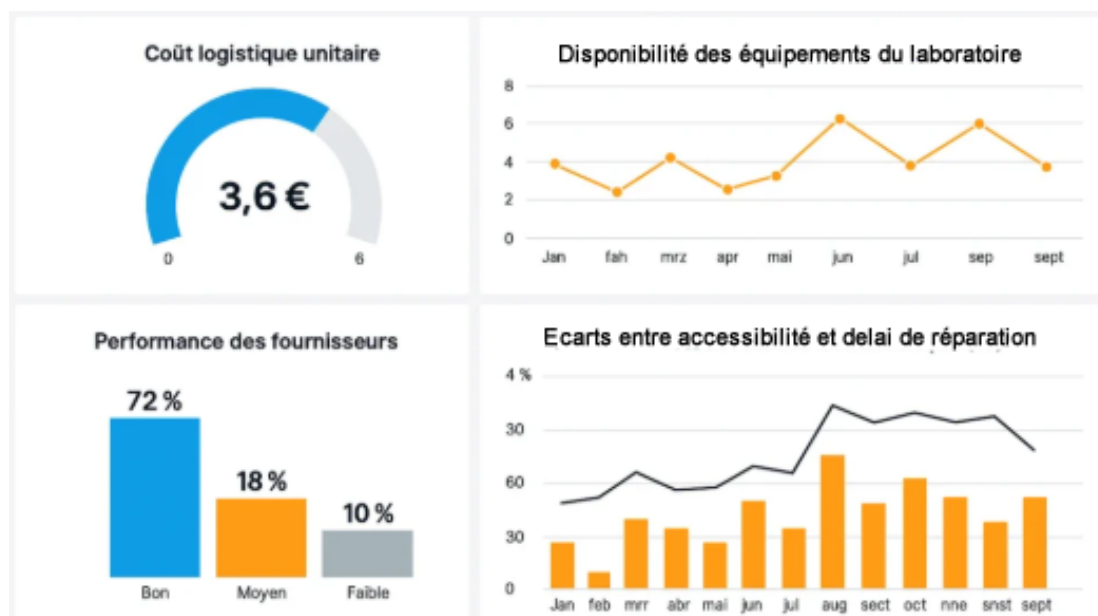 Coût logistique unitaire
3,6 €
0
6
Disponibilité des équipements du laboratoire
8
6
4
2
0
Jan fah mrz apr mai jun jul sep sept
Performance des fournisseurs
72 %
18 %
10 %
Bon Moyen Faible
Ecarts entre accessibilité et delai de réparation
4 %
30
60
30
0
Jan feb mrr abr mai jun jul aug sect oct nne snst sept